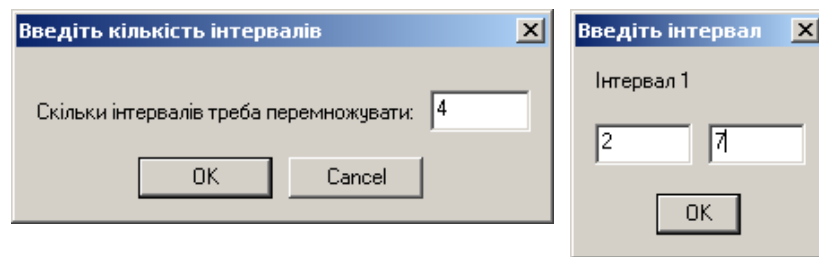 Введіть кількість інтервалів
Скільки інтервалів треба перемножувати: 4
OK Cancel
Введіть інтервал
Інтервал 1
2 7
OK